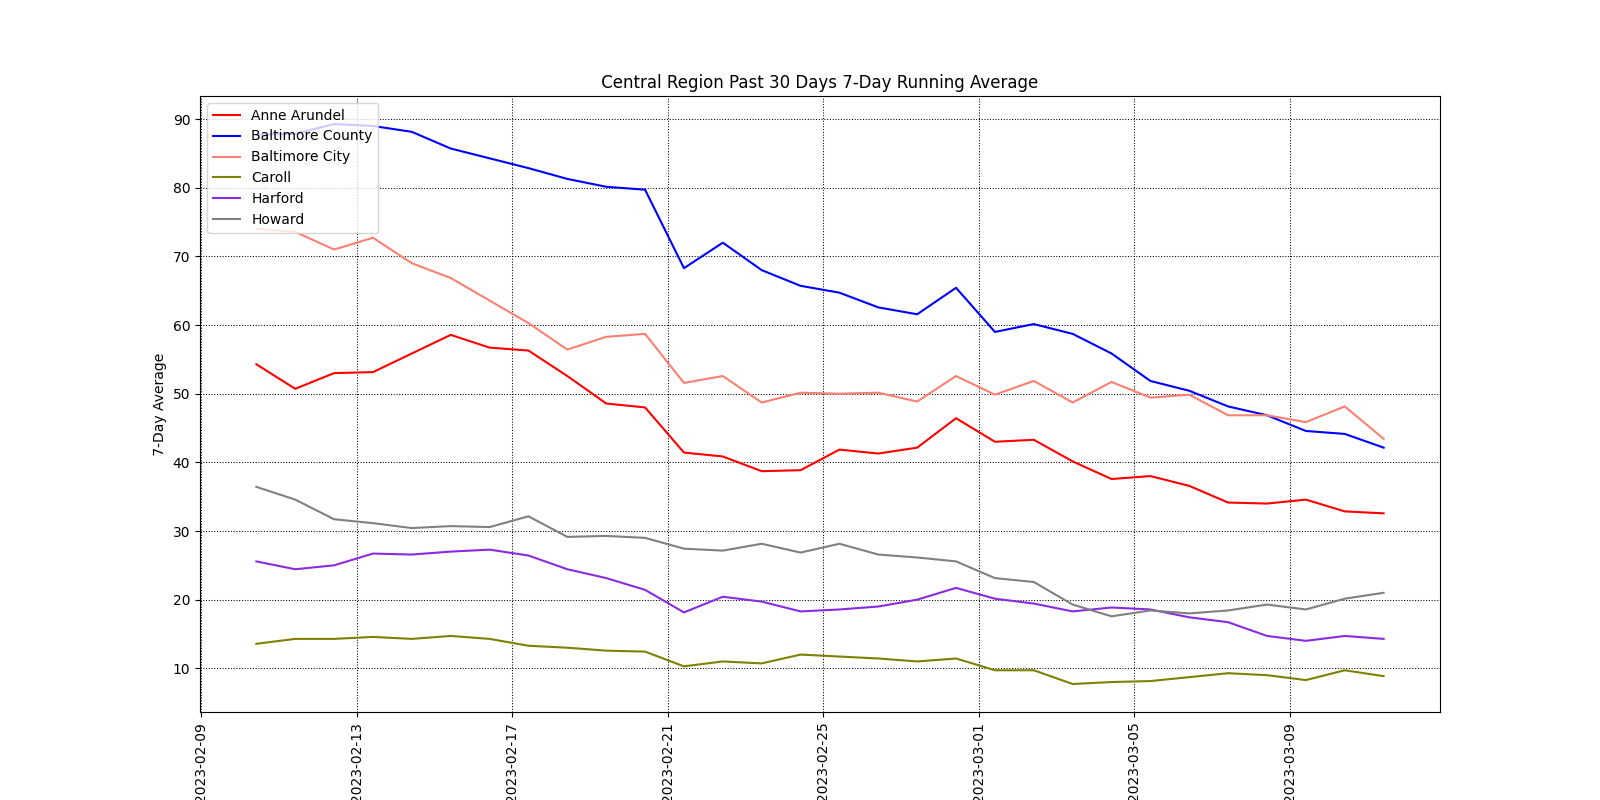 Central Region Past 30 Days 7-Day Running Average
Anne Arundel
Baltimore County
Baltimore City
Caroll
Harford
Howard
7-Day Average
90
80
70
60
50
40
30
20
10
2023-02-09
2023-02-13
2023-02-17
2023-02-21
2023-02-25
2023-03-01
2023-03-05
2023-03-09